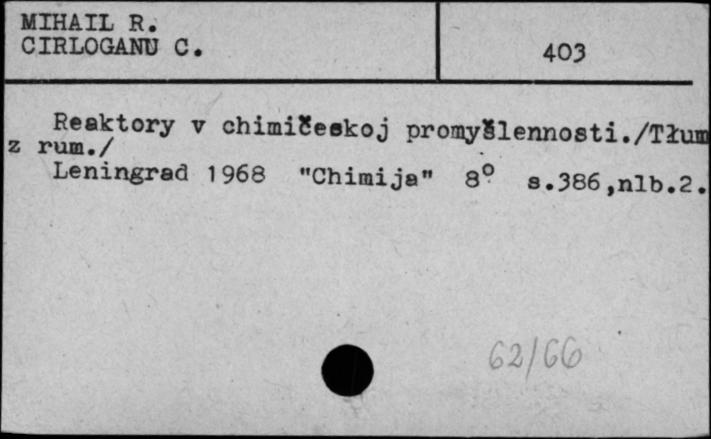 MIHAIL R.
CIRLOGANU C.
403
Reaktory v chimičeskoj promyšlennosti./Tłum
z rum./
Leningrad 1968 "Chimija" 8° s.386,nlb.2.
62/66